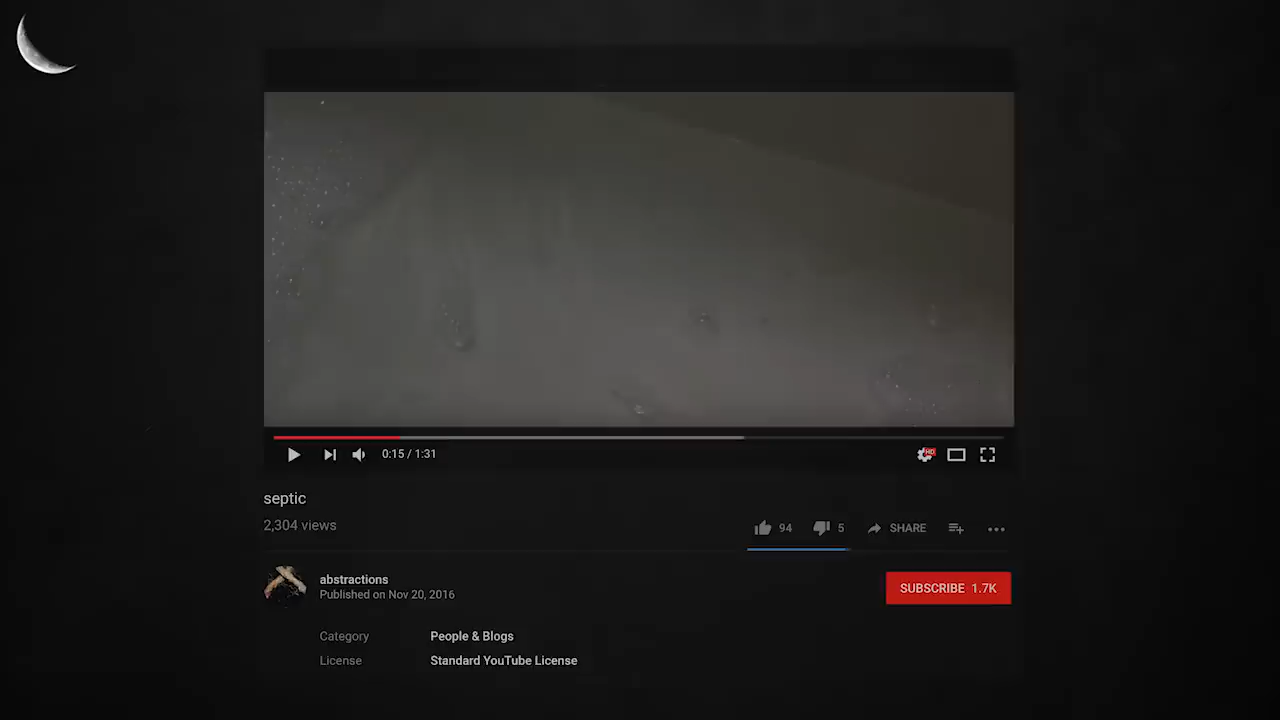 0:15 / 1:31
HD
septic
2,304 views
94 5 SHARE
abstractions
Published on Nov 20, 2016
SUBSCRIBE 1.7K
Category People & Blogs
License Standard YouTube License